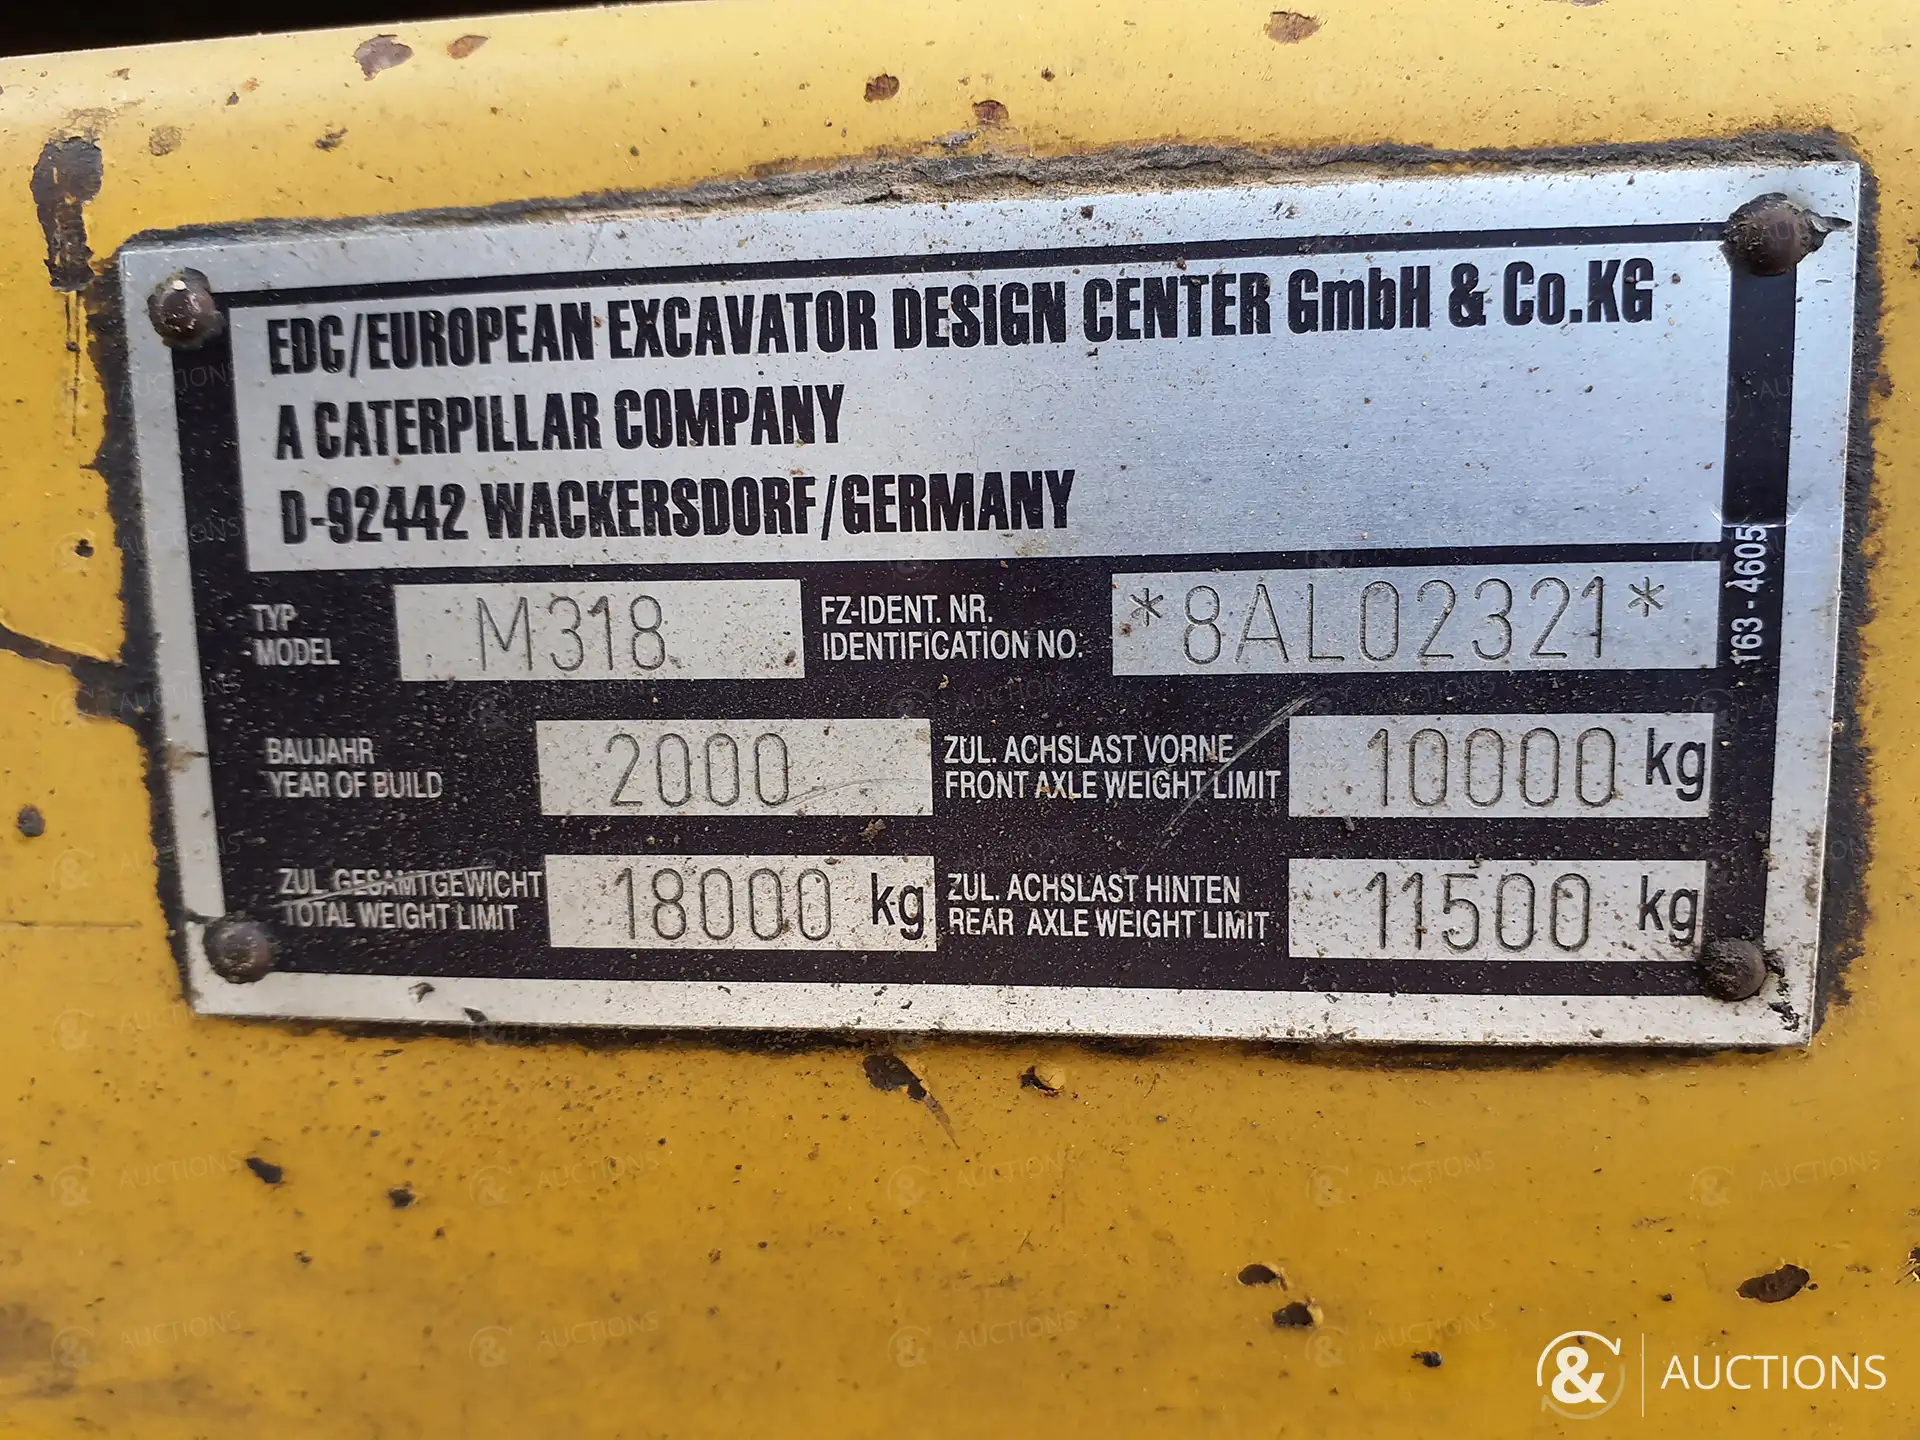 EDC/EUROPEAN EXCAVATOR DESIGN CENTER GmbH & Co.KG
A CATERPILLAR COMPANY
D-92442 WACKERSDORF/GERMANY
TYP
MODEL
M318
FZ-IDENT. NR.
IDENTIFICATION NO:
*8AL02321*
163-4605
BAUJAHR
YEAR OF BUILD
2000
ZUL. ACHSLAST VORNE
FRONT AXLE WEIGHT LIMIT
10000 kg
ZUL. GESAMTGEWICHT
TOTAL WEIGHT LIMIT
18000 kg
ZUL. ACHSLAST HINTEN
REAR AXLE WEIGHT LIMIT
11500 kg
& AUCTIONS